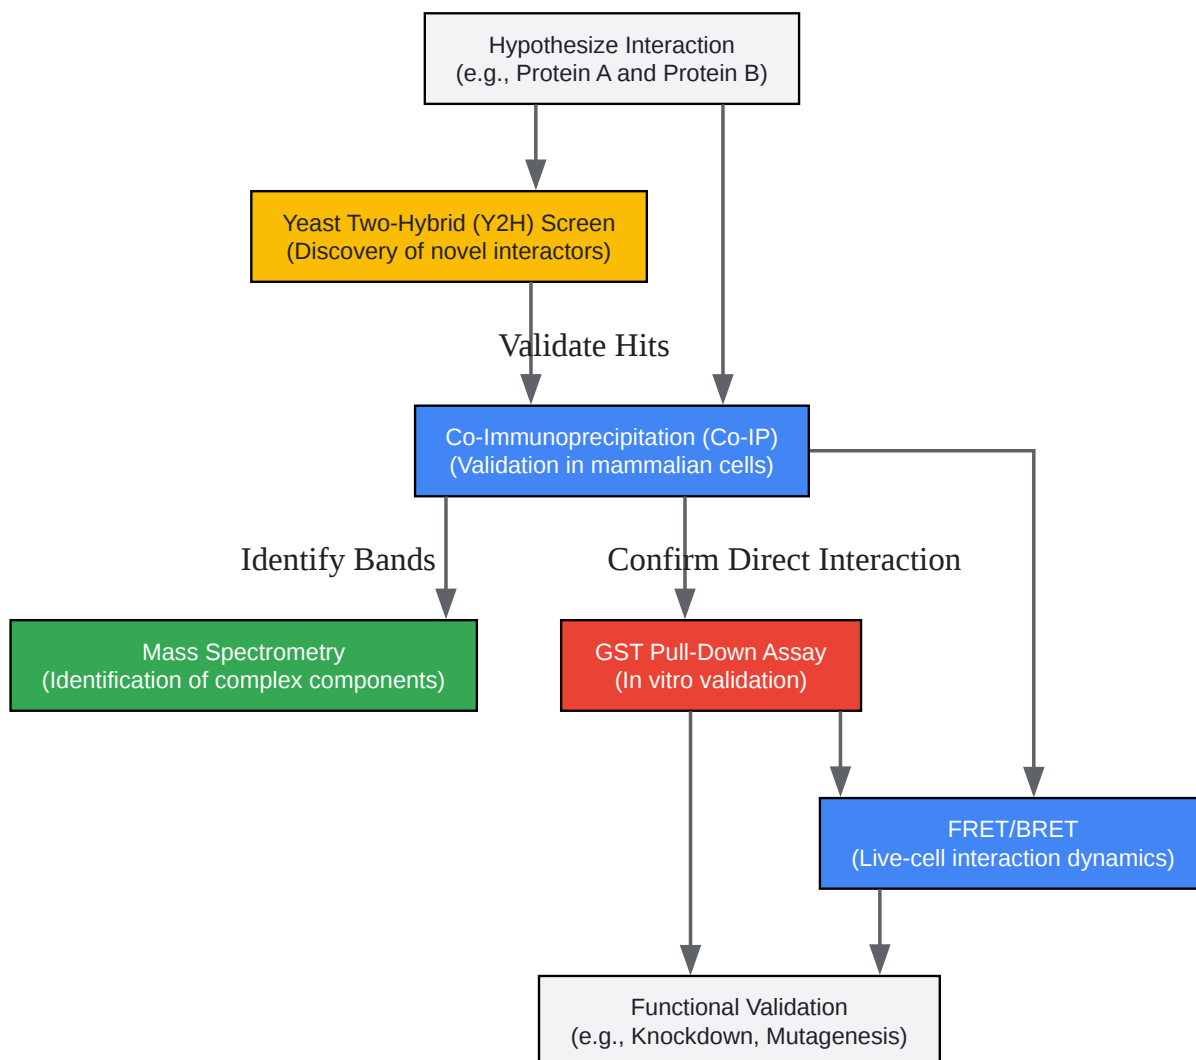 Hypothesize Interaction
(e.g., Protein A and Protein B)
Yeast Two-Hybrid (Y2H) Screen
(Discovery of novel interactors)
Validate Hits
Co-Immunoprecipitation (Co-IP)
(Validation in mammalian cells)
Identify Bands
Confirm Direct Interaction
Mass Spectrometry
(Identification of complex components)
GST Pull-Down Assay
(In vitro validation)
FRET/BRET
(Live-cell interaction dynamics)
Functional Validation
(e.g., Knockdown, Mutagenesis)